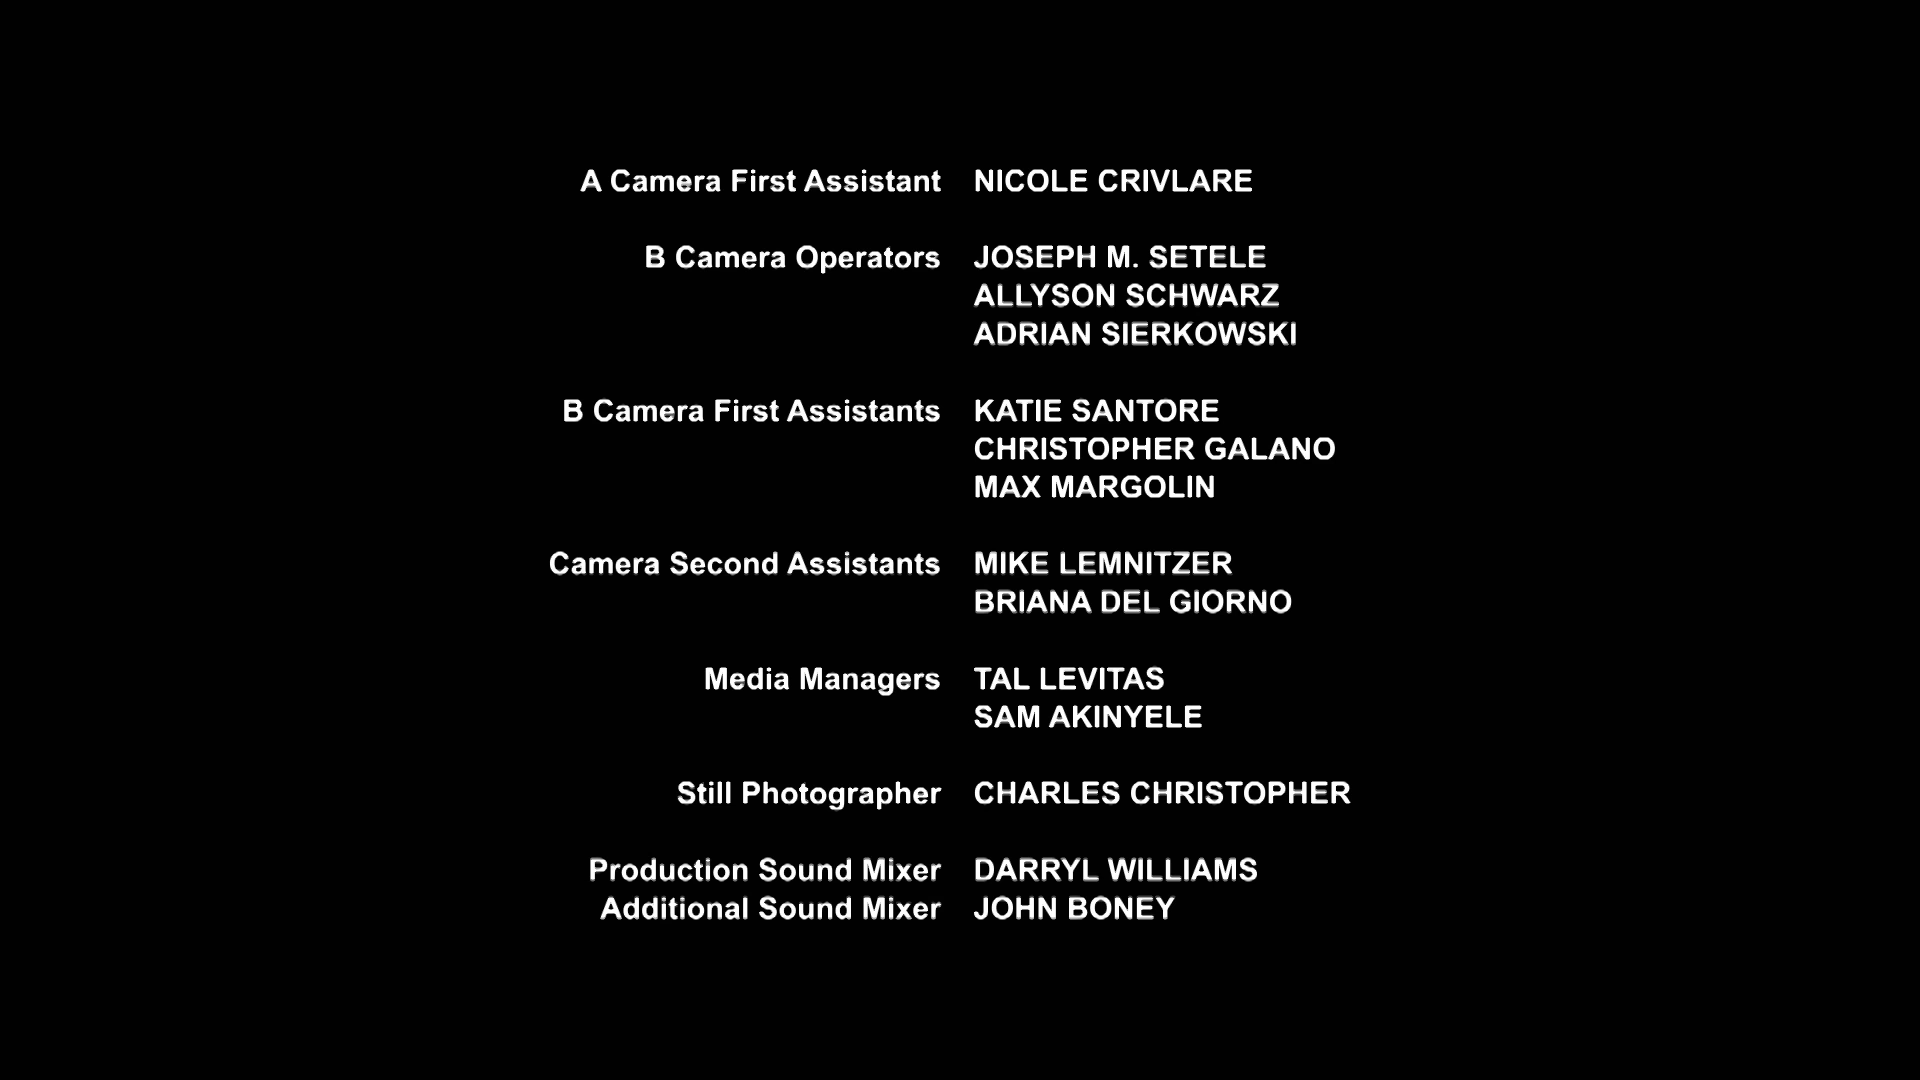 A Camera First Assistant NICOLE CRIVLARE
B Camera Operators JOSEPH M. SETELE
ALLYSON SCHWARZ
ADRIAN SIERKOWSKI
B Camera First Assistants KATIE SANTORE
CHRISTOPHER GALANO
MAX MARGOLIN
Camera Second Assistants MIKE LEMNITZER
BRIANA DEL GIORNO
Media Managers TAL LEVITAS
SAM AKINYELE
Still Photographer CHARLES CHRISTOPHER
Production Sound Mixer DARRYL WILLIAMS
Additional Sound Mixer JOHN BONEY